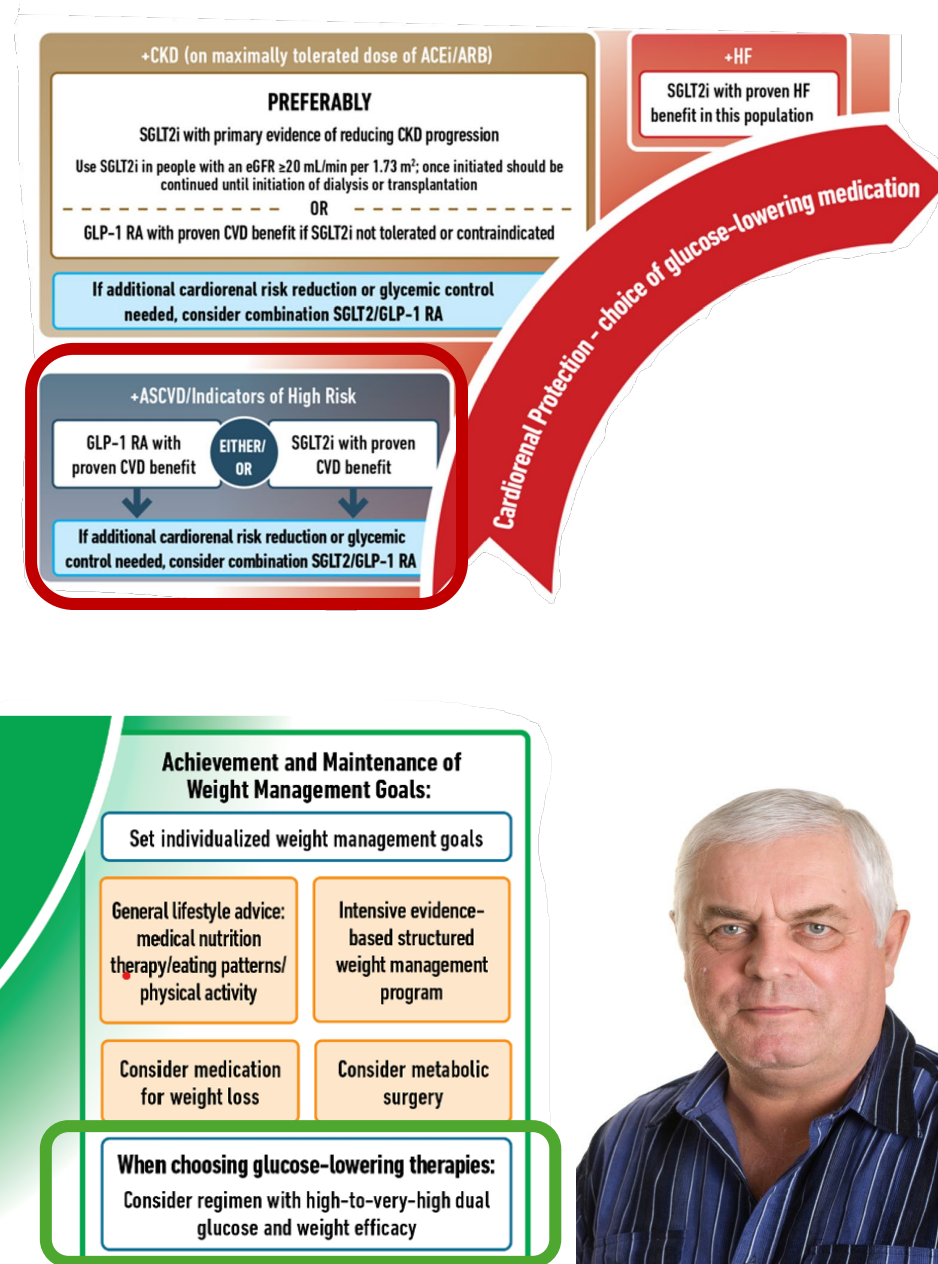 +CKD (on maximally tolerated dose of ACEi/ARB)
PREFERABLY
SGLT2i with primary evidence of reducing CKD progression
Use SGLT2i in people with an eGFR ≥20 mL/min per 1.73 m²; once initiated should be
continued until initiation of dialysis or transplantation
OR
GLP-1 RA with proven CVD benefit if SGLT2i not tolerated or contraindicated
If additional cardiorenal risk reduction or glycemic control
needed, consider combination SGLT2/GLP-1 RA
+HF
SGLT2i with proven HF
benefit in this population
Cardiorenal Protection - choice of glucose-lowering medication
+ASCVD/Indicators of High Risk
GLP-1 RA with
proven CVD benefit
EITHER/
OR
SGLT2i with proven
CVD benefit
If additional cardiorenal risk reduction or glycemic
control needed, consider combination SGLT2/GLP-1 RA
Achievement and Maintenance of
Weight Management Goals:
Set individualized weight management goals
General lifestyle advice:
medical nutrition
therapy/eating patterns/
physical activity
Intensive evidence-
based structured
weight management
program
Consider medication
for weight loss
Consider metabolic
surgery
When choosing glucose-lowering therapies:
Consider regimen with high-to-very-high dual
glucose and weight efficacy